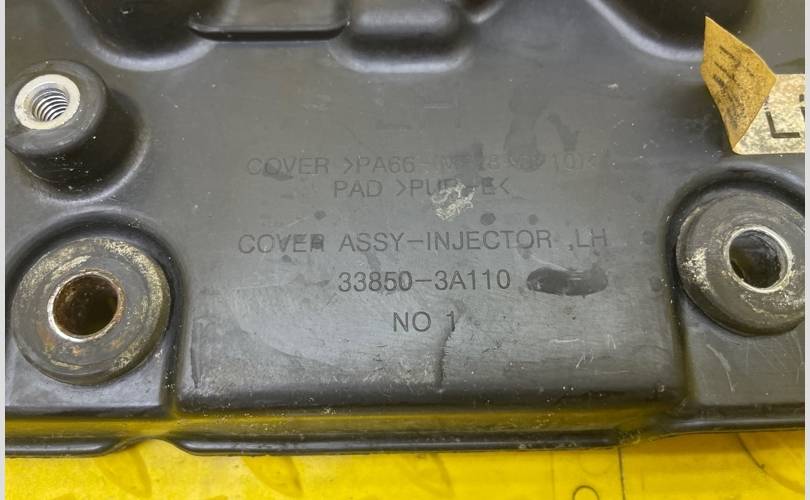 COVER >PA66-
PAD >PUR-E<
COVER ASSY-INJECTOR ,LH
33850-3A110
NO 1
L